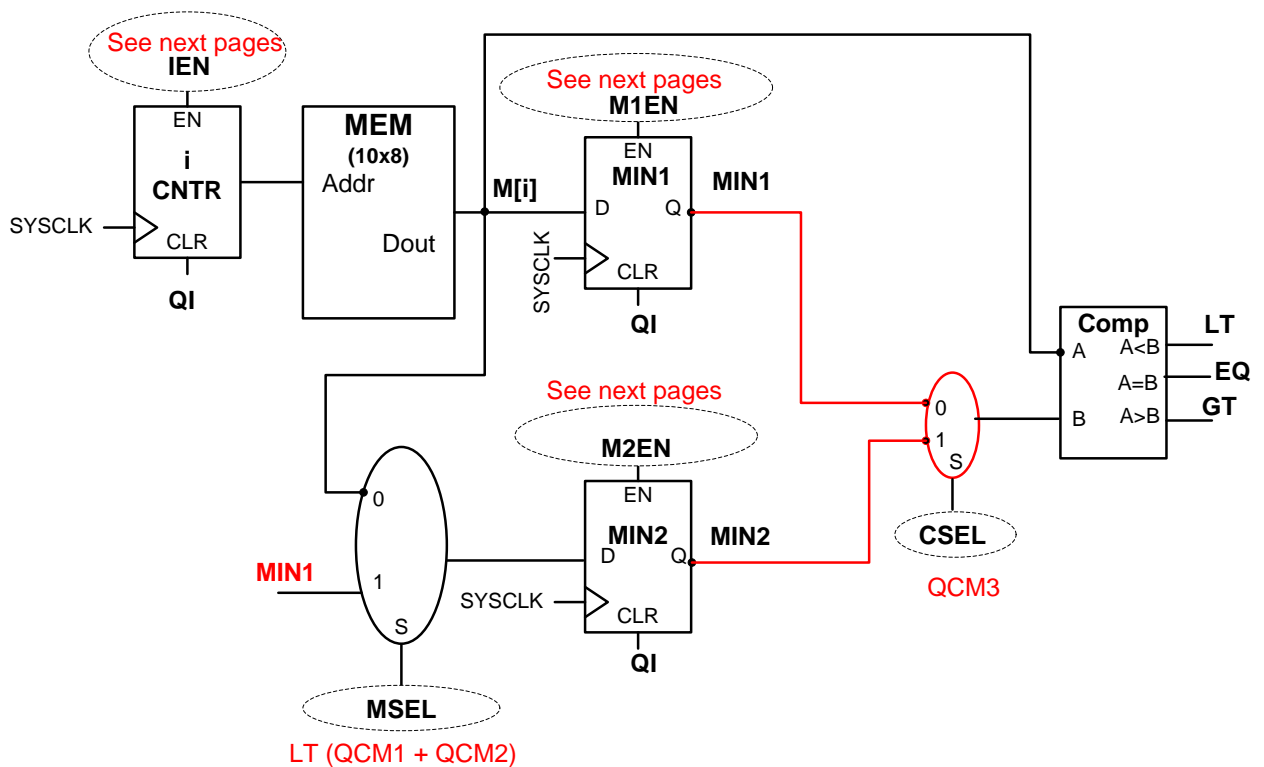 See next pages
IEN
EN
i
CNTR
SYSCLK
CLR
QI
MEM
(10x8)
Addr
Dout
M[i]
See next pages
M1EN
EN
MIN1
D
Q
SYSCLK
CLR
QI
MIN1
See next pages
M2EN
EN
MIN2
D
Q
SYSCLK
CLR
QI
MIN2
0
1
S
MIN1
MSEL
LT (QCM1 + QCM2)
0
1
S
CSEL
QCM3
Comp
A
A<B
A=B
B
A>B
LT
EQ
GT